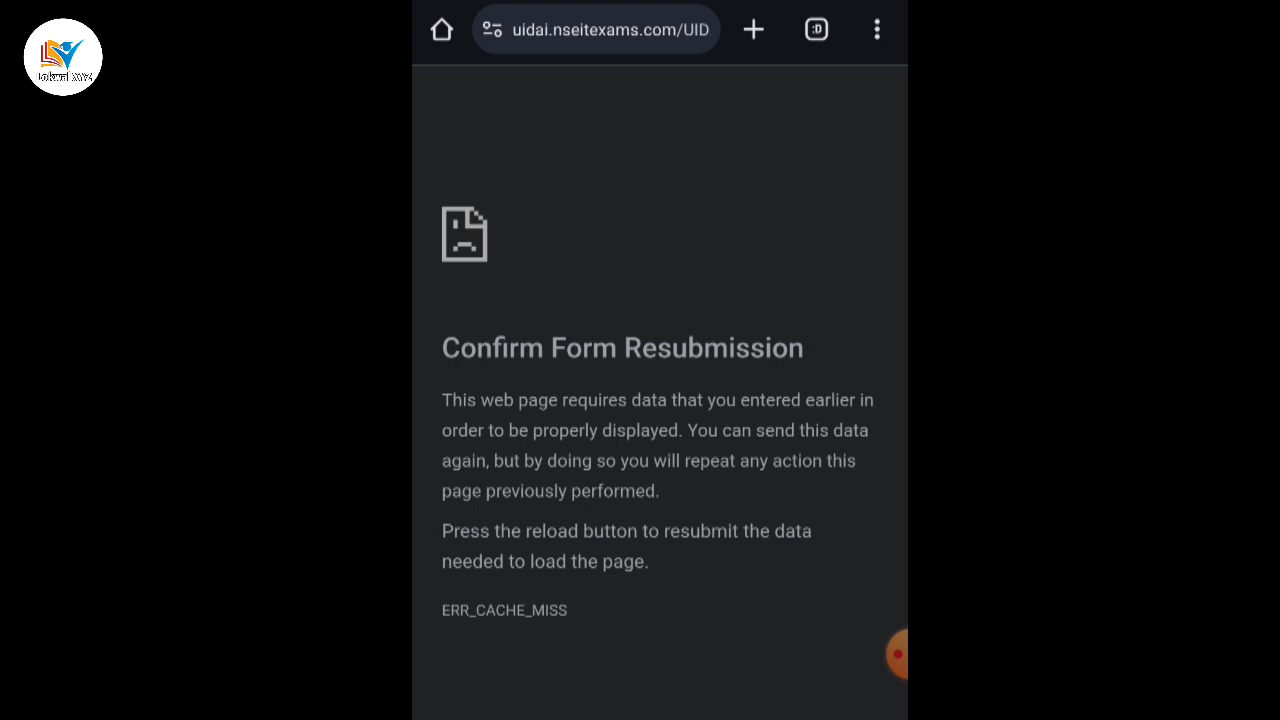 uidai.nseitexams.com/UID
:D
Confirm Form Resubmission
This web page requires data that you entered earlier in
order to be properly displayed. You can send this data
again, but by doing so you will repeat any action this
page previously performed.
Press the reload button to resubmit the data
needed to load the page.
ERR_CACHE_MISS